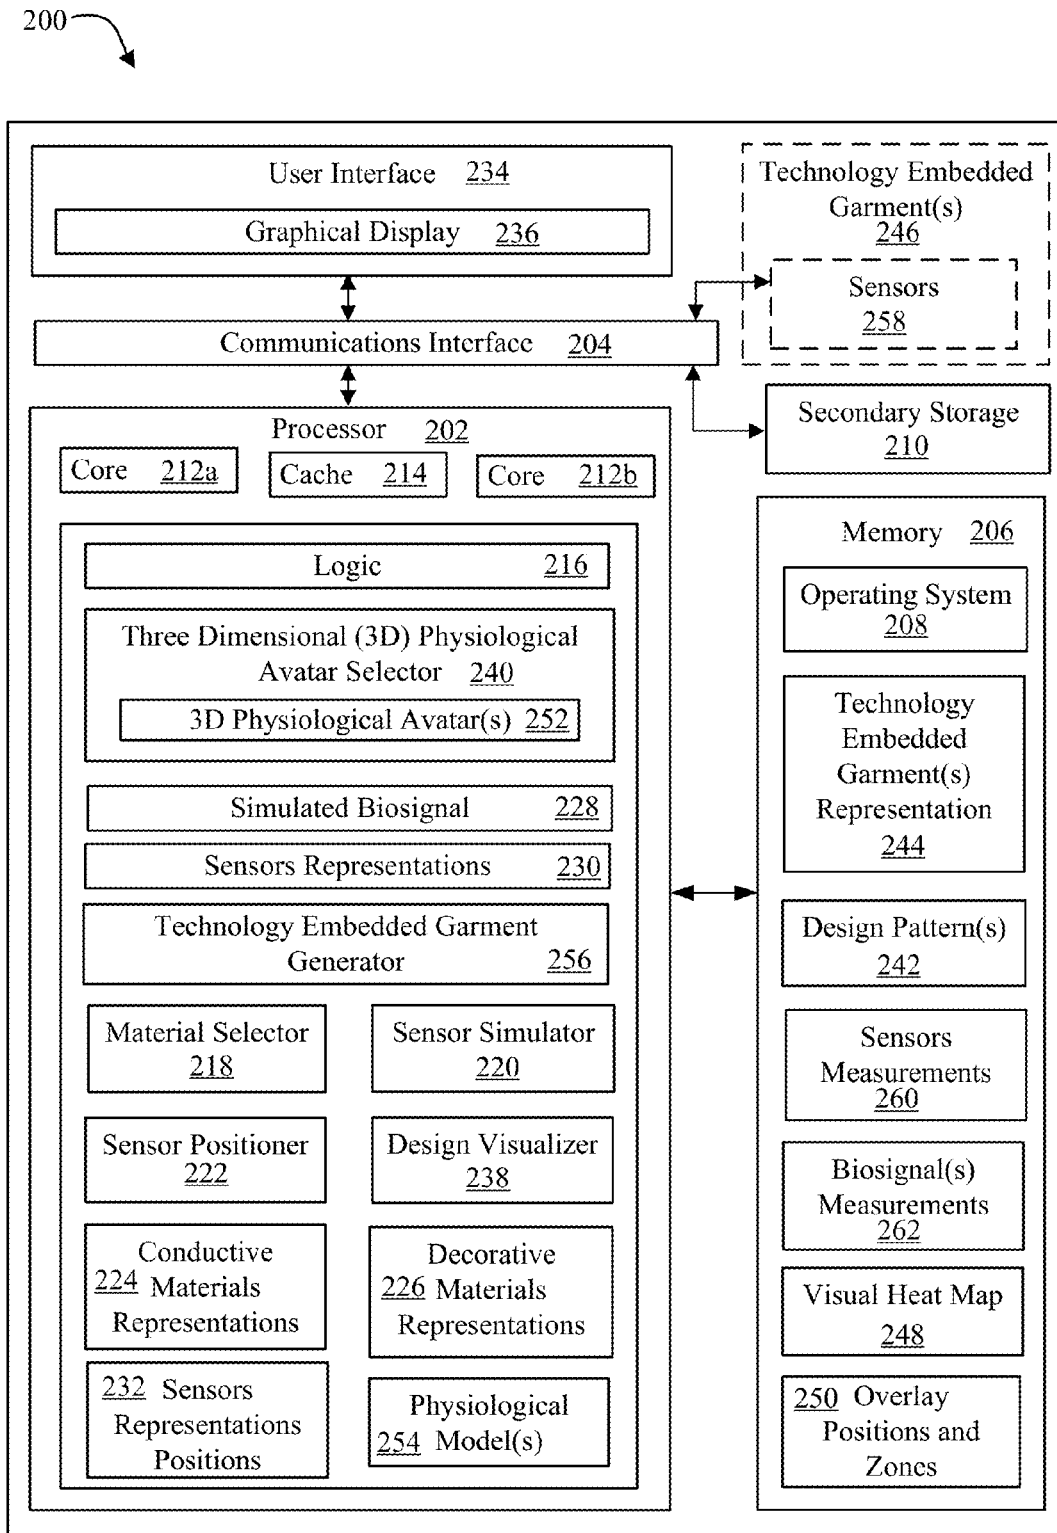 200
User Interface 234
Graphical Display 236
Technology Embedded
Garment(s)
246
Sensors
258
Communications Interface 204
Secondary Storage
210
Processor 202
Core 212a
Cache 214
Core 212b
Logic 216
Three Dimensional (3D) Physiological
Avatar Selector 240
3D Physiological Avatar(s) 252
Simulated Biosignal 228
Sensors Representations 230
Technology Embedded Garment
Generator 256
Material Selector
218
Sensor Simulator
220
Sensor Positioner
222
Design Visualizer
238
Conductive
224 Materials
Representations
Decorative
226 Materials
Representations
232 Sensors
Representations
Positions
Physiological
254 Model(s)
Memory 206
Operating System
208
Technology
Embedded
Garment(s)
Representation
244
Design Pattern(s)
242
Sensors
Measurements
260
Biosignal(s)
Measurements
262
Visual Heat Map
248
250 Overlay
Positions and
Zones